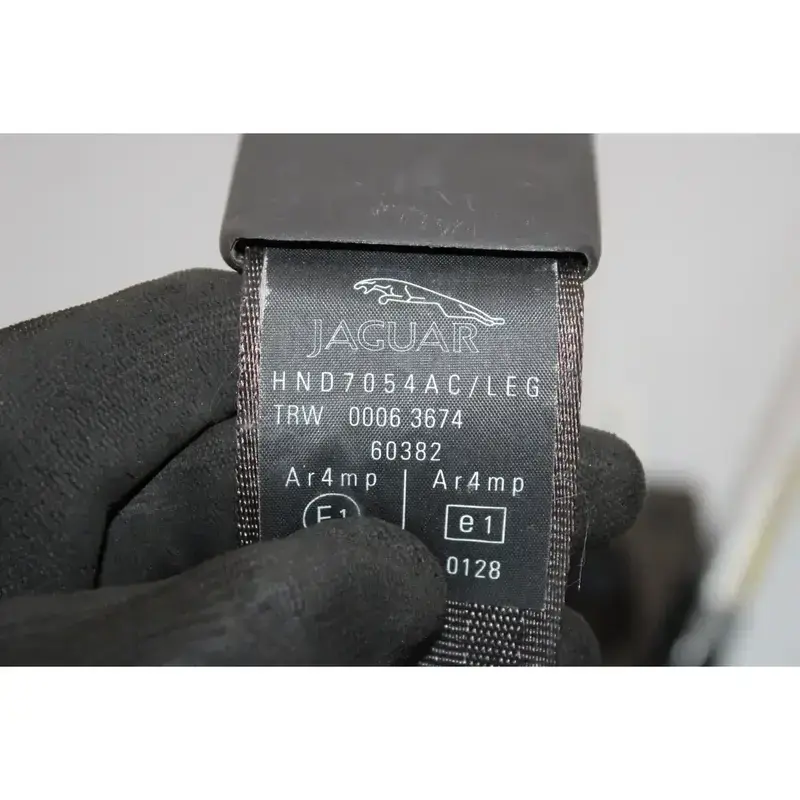 JAGUAR
HND7054AC/LEG
TRW 0006 3674
60382
Ar4mp Ar4mp
E1 e1
0128